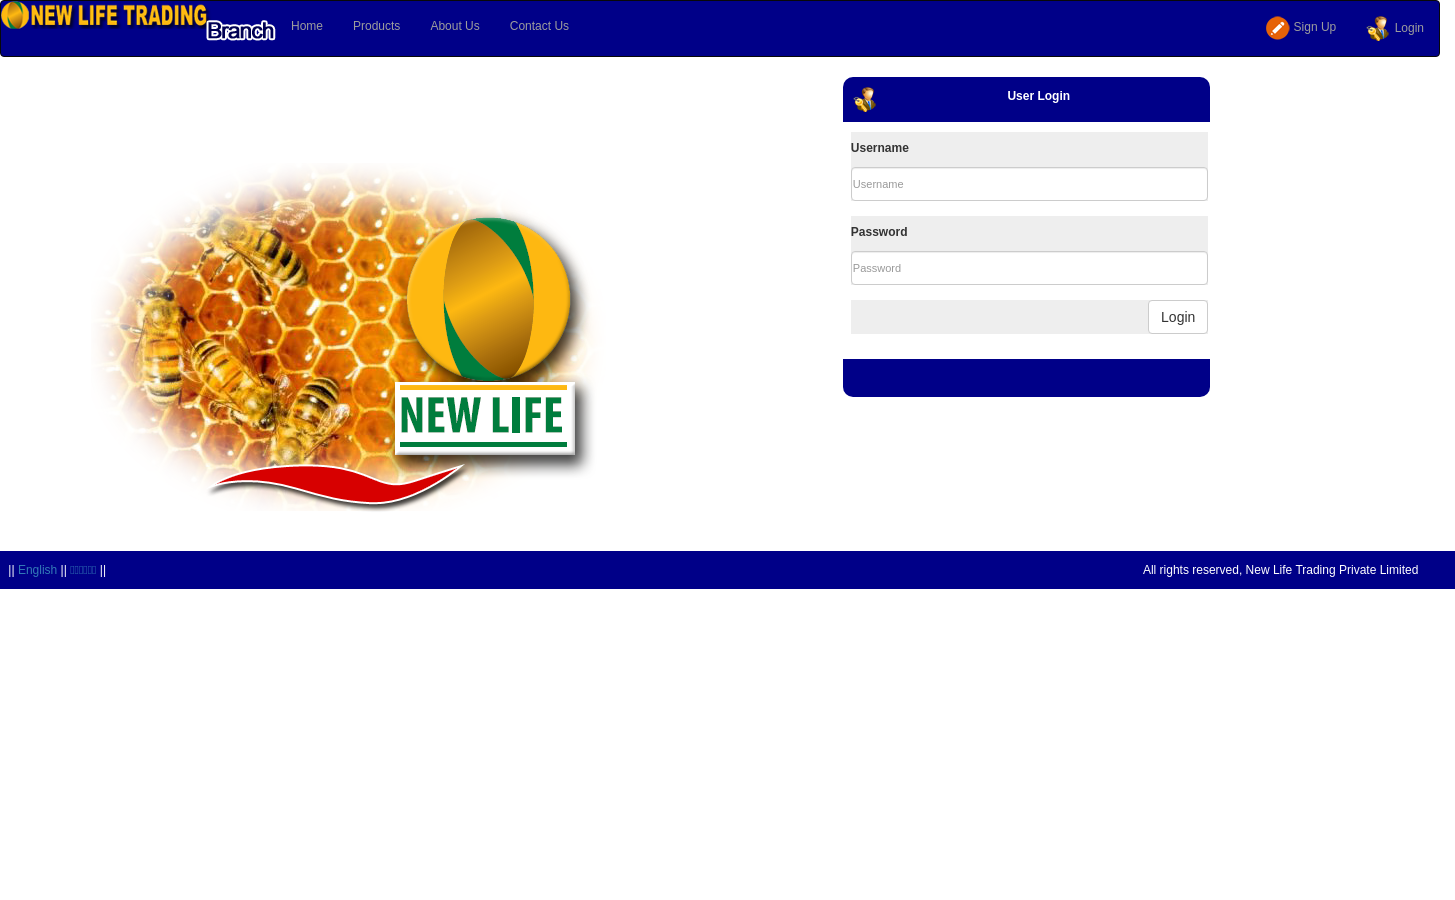 NEW LIFE TRADING
Branch
Home Products About Us Contact Us
Sign Up Login
User Login
Username
Username
Password
Password
Login
NEW LIFE
|| English || ||
All rights reserved, New Life Trading Private Limited